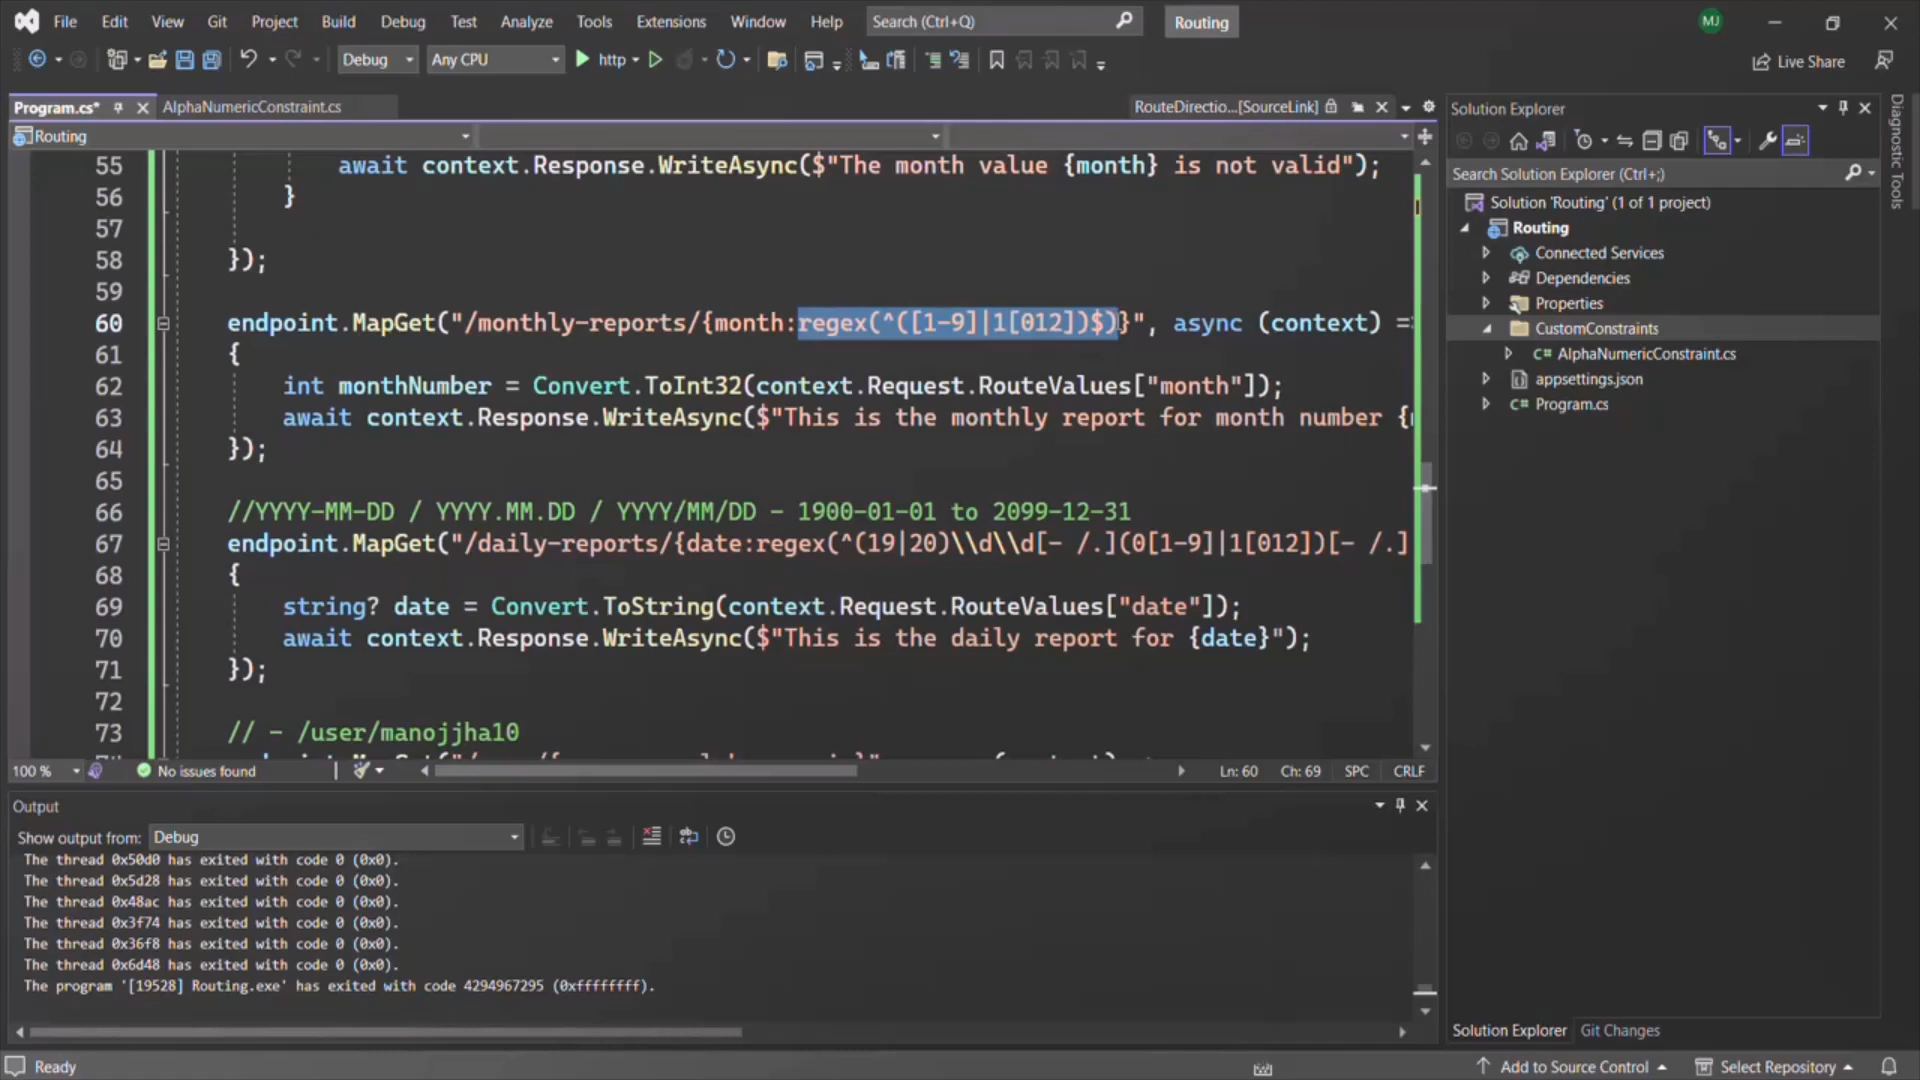 File Edit View Git Project Build Debug Test Analyze Tools Extensions Window Help Search (Ctrl+Q) Routing MJ
Debug Any CPU http Live Share
Program.cs* AlphaNumericConstraint.cs RouteDirectio...[SourceLink]
Routing
55 await context.Response.WriteAsync($"The month value {month} is not valid");
56 }
57
58 });
59
60 endpoint.MapGet("/monthly-reports/{month:regex(^([1-9]|1[012])$)}", async (context) =
61 {
62 int monthNumber = Convert.ToInt32(context.Request.RouteValues["month"]);
63 await context.Response.WriteAsync($"This is the monthly report for month number {
64 });
65
66 //YYYY-MM-DD / YYYY.MM.DD / YYYY/MM/DD - 1900-01-01 to 2099-12-31
67 endpoint.MapGet("/daily-reports/{date:regex(^(19|20)\\d\\d[- /.](0[1-9]|1[012])[- /.]
68 {
69 string? date = Convert.ToString(context.Request.RouteValues["date"]);
70 await context.Response.WriteAsync($"This is the daily report for {date}");
71 });
72
73 // - /user/manojjha10
100 % No issues found Ln: 60 Ch: 69 SPC CRLF
Output
Show output from: Debug
The thread 0x50d0 has exited with code 0 (0x0).
The thread 0x5d28 has exited with code 0 (0x0).
The thread 0x48ac has exited with code 0 (0x0).
The thread 0x3f74 has exited with code 0 (0x0).
The thread 0x36f8 has exited with code 0 (0x0).
The thread 0x6d48 has exited with code 0 (0x0).
The program '[19528] Routing.exe' has exited with code 4294967295 (0xffffffff).
Solution Explorer
Search Solution Explorer (Ctrl+;)
Solution 'Routing' (1 of 1 project)
Routing
Connected Services
Dependencies
Properties
CustomConstraints
C# AlphaNumericConstraint.cs
appsettings.json
C# Program.cs
Solution Explorer Git Changes
Diagnostic Tools
Ready Add to Source Control Select Repository